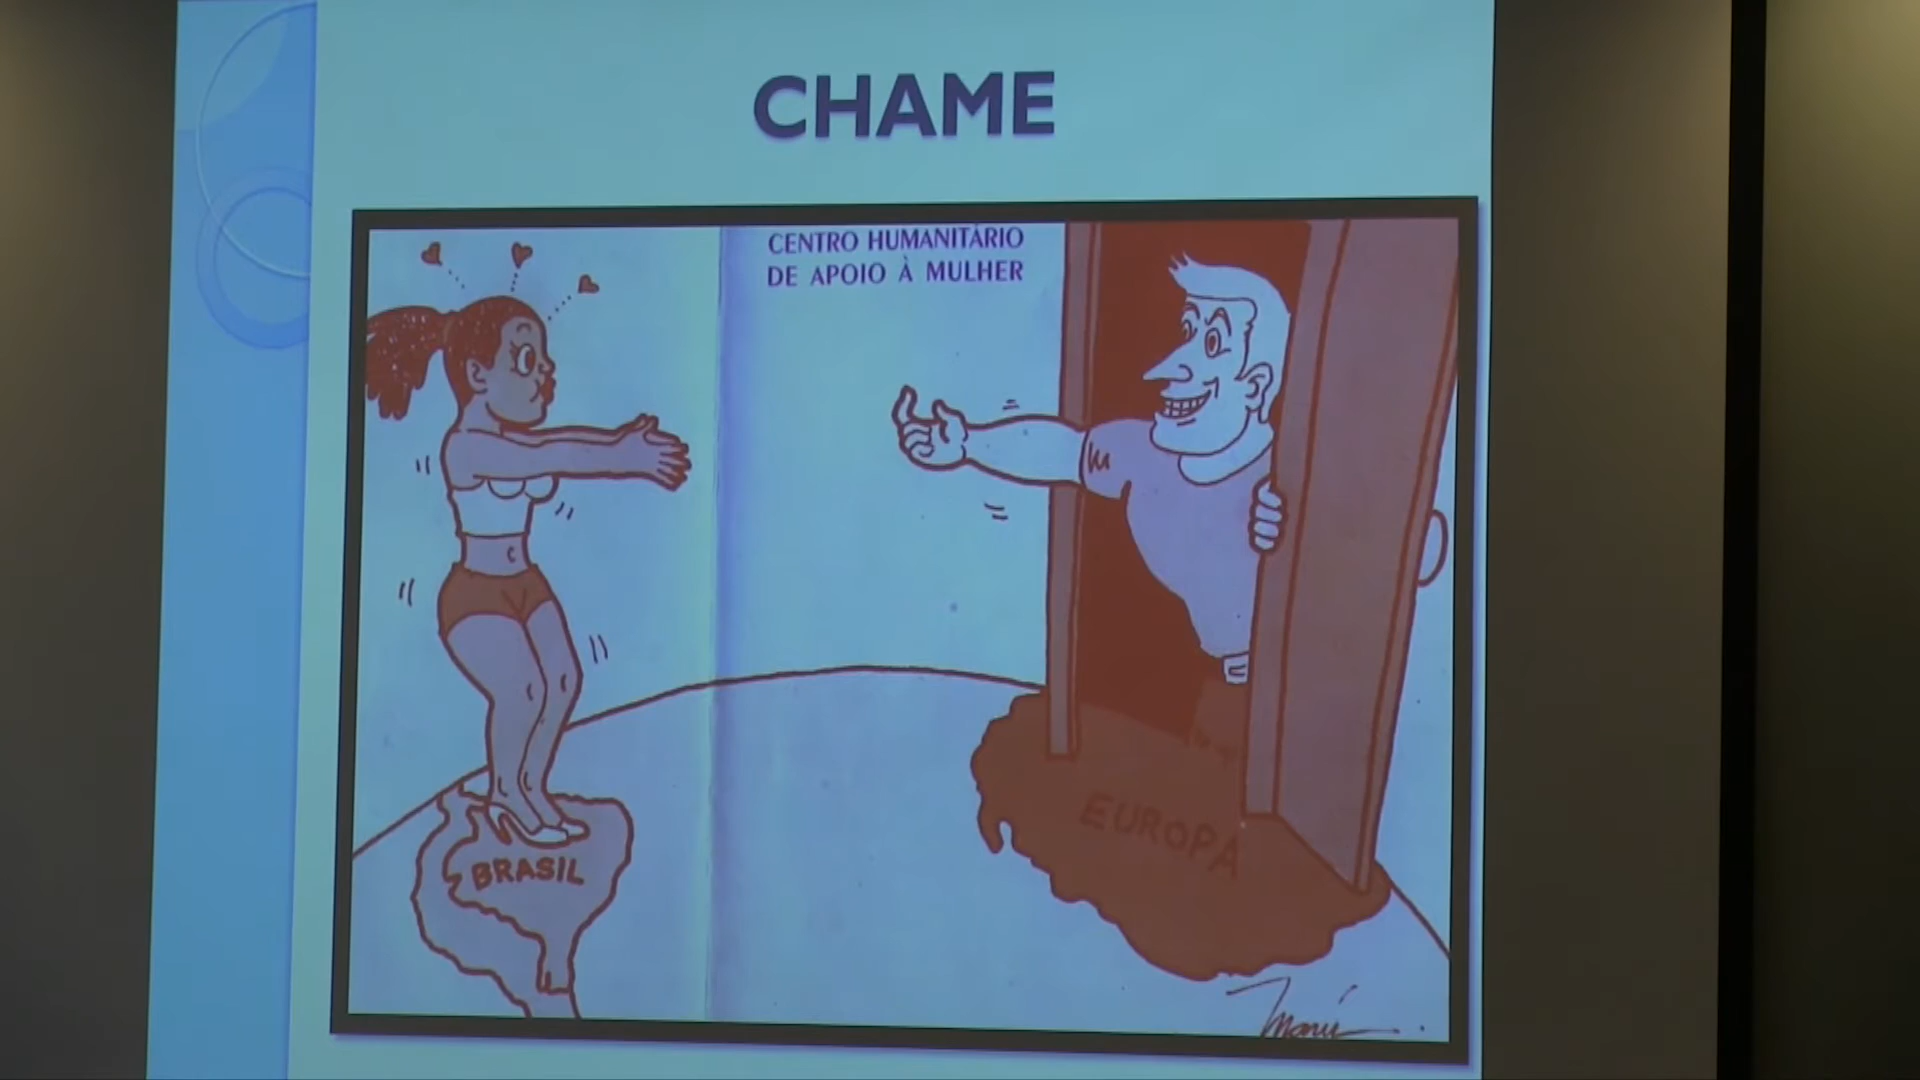 CHAME
CENTRO HUMANITÁRIO
DE APOIO À MULHER
BRASIL
EUROPA